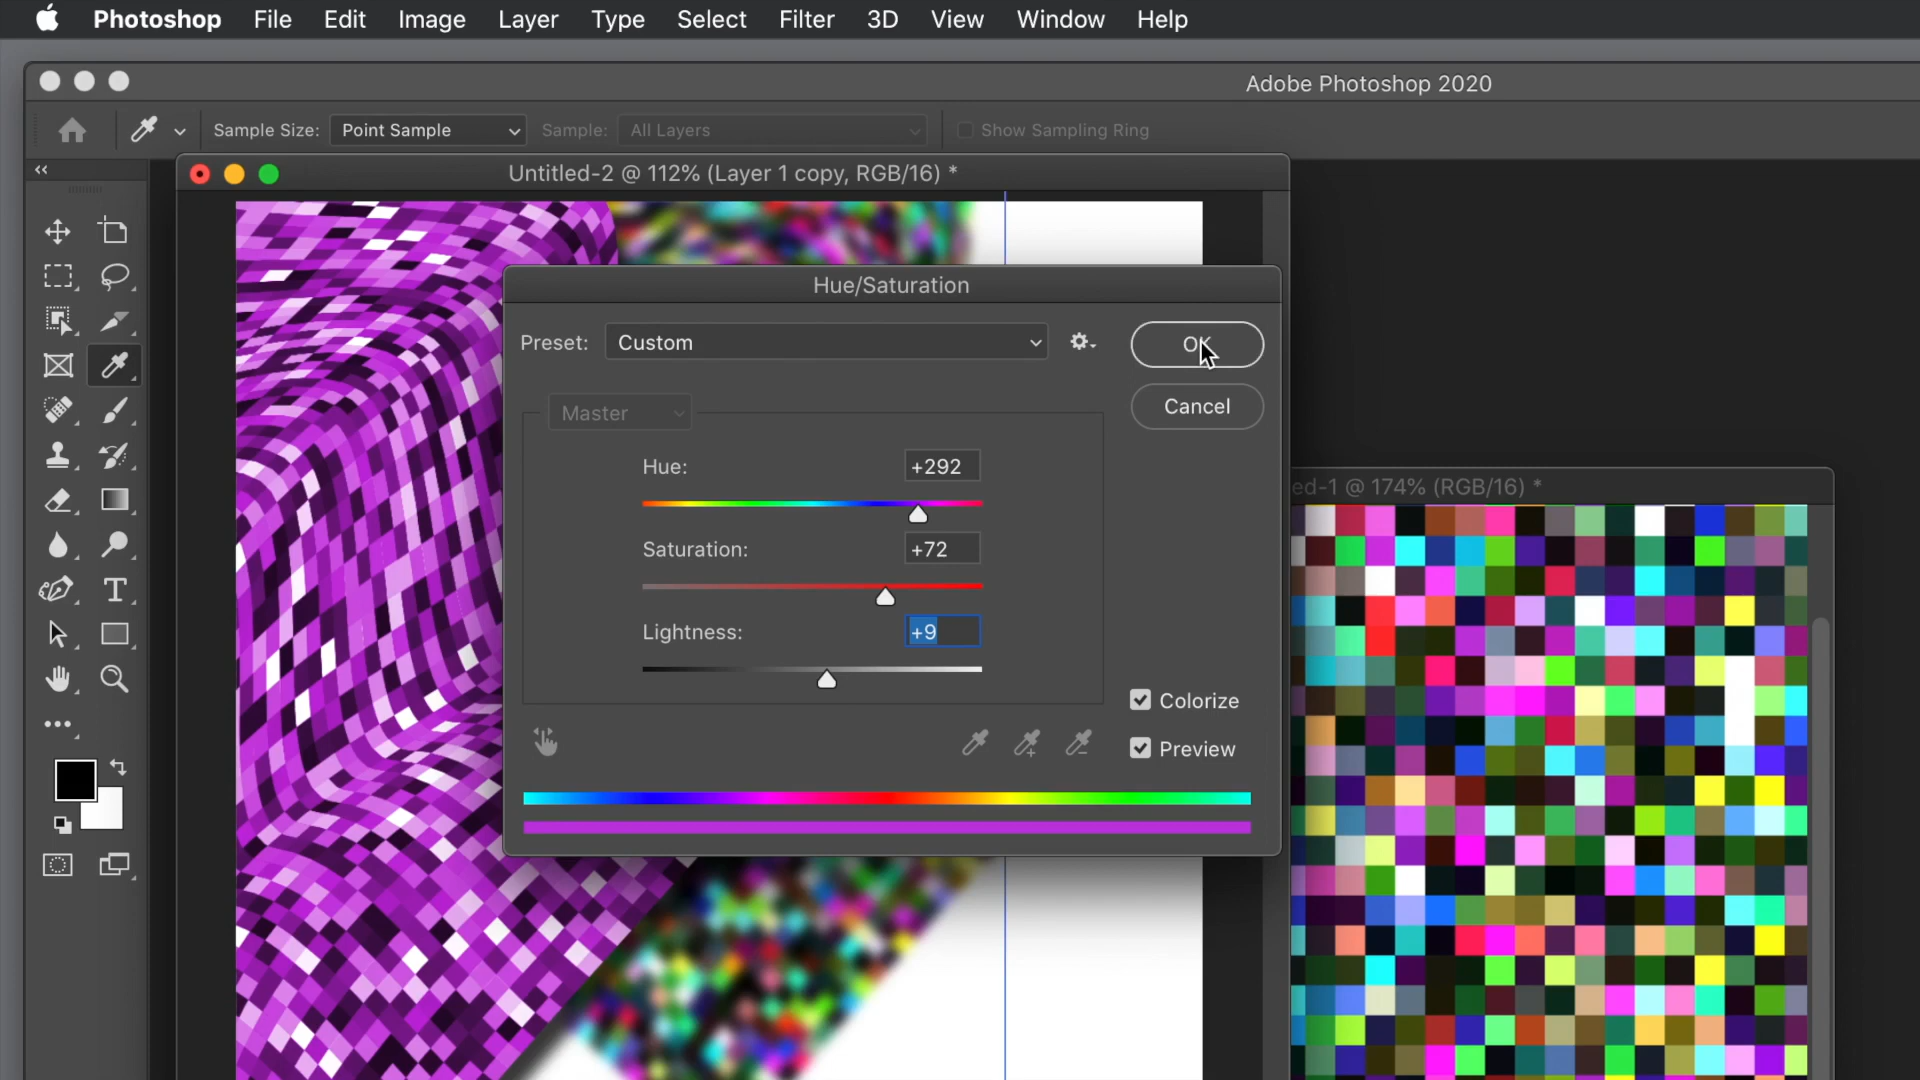 Photoshop File Edit Image Layer Type Select Filter 3D View Window Help
Adobe Photoshop 2020
Sample Size: Point Sample Sample: All Layers Show Sampling Ring
Untitled-2 @ 112% (Layer 1 copy, RGB/16) *
Hue/Saturation
Preset: Custom OK
Cancel
Master
Hue: +292
ed-1 @ 174% (RGB/16) *
Saturation: +72
Lightness: +9
Colorize
Preview